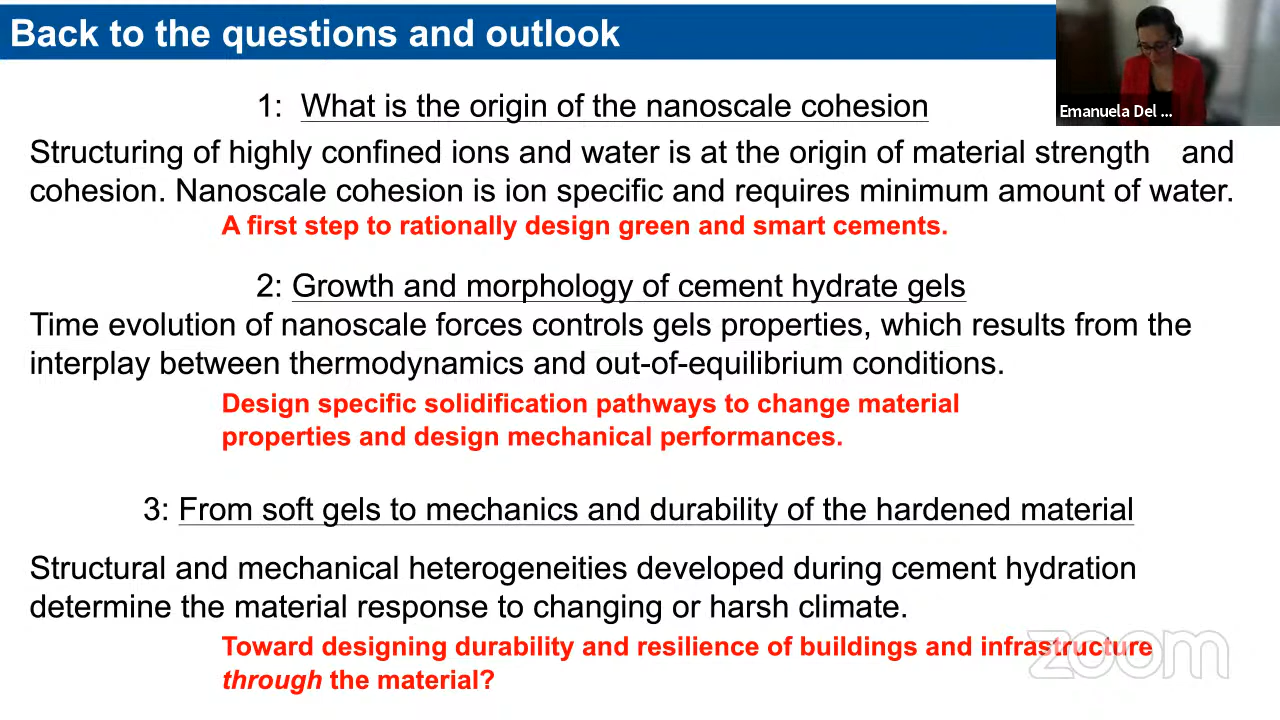 Back to the questions and outlook
Emanuela Del ...
1: What is the origin of the nanoscale cohesion
Structuring of highly confined ions and water is at the origin of material strength and
cohesion. Nanoscale cohesion is ion specific and requires minimum amount of water.
A first step to rationally design green and smart cements.
2: Growth and morphology of cement hydrate gels
Time evolution of nanoscale forces controls gels properties, which results from the
interplay between thermodynamics and out-of-equilibrium conditions.
Design specific solidification pathways to change material
properties and design mechanical performances.
3: From soft gels to mechanics and durability of the hardened material
Structural and mechanical heterogeneities developed during cement hydration
determine the material response to changing or harsh climate.
Toward designing durability and resilience of buildings and infrastructure
through the material?
zoom